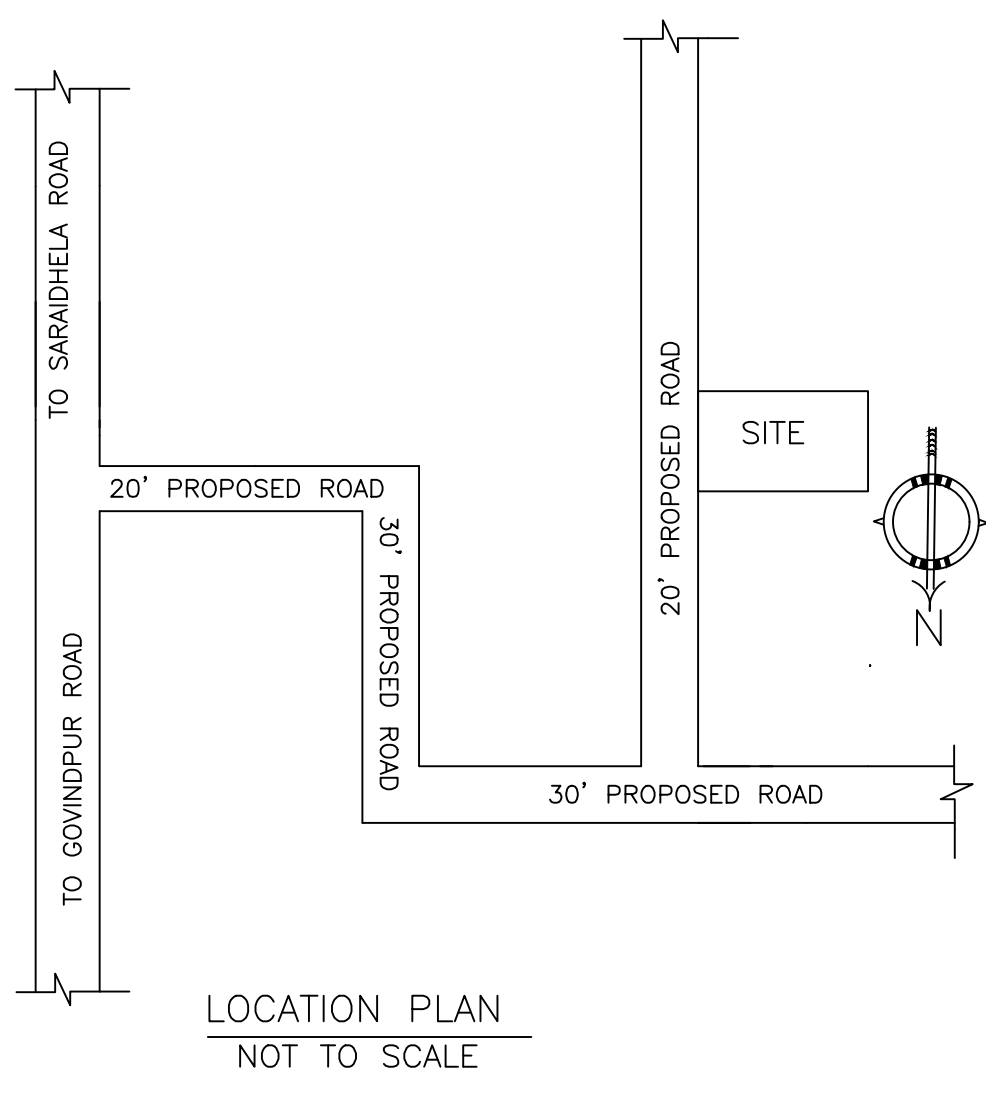 TO SARAIDHELA ROAD
20' PROPOSED ROAD
SITE
20' PROPOSED ROAD
30' PROPOSED ROAD
N
TO GOVINDPUR ROAD
30' PROPOSED ROAD
LOCATION PLAN
NOT TO SCALE